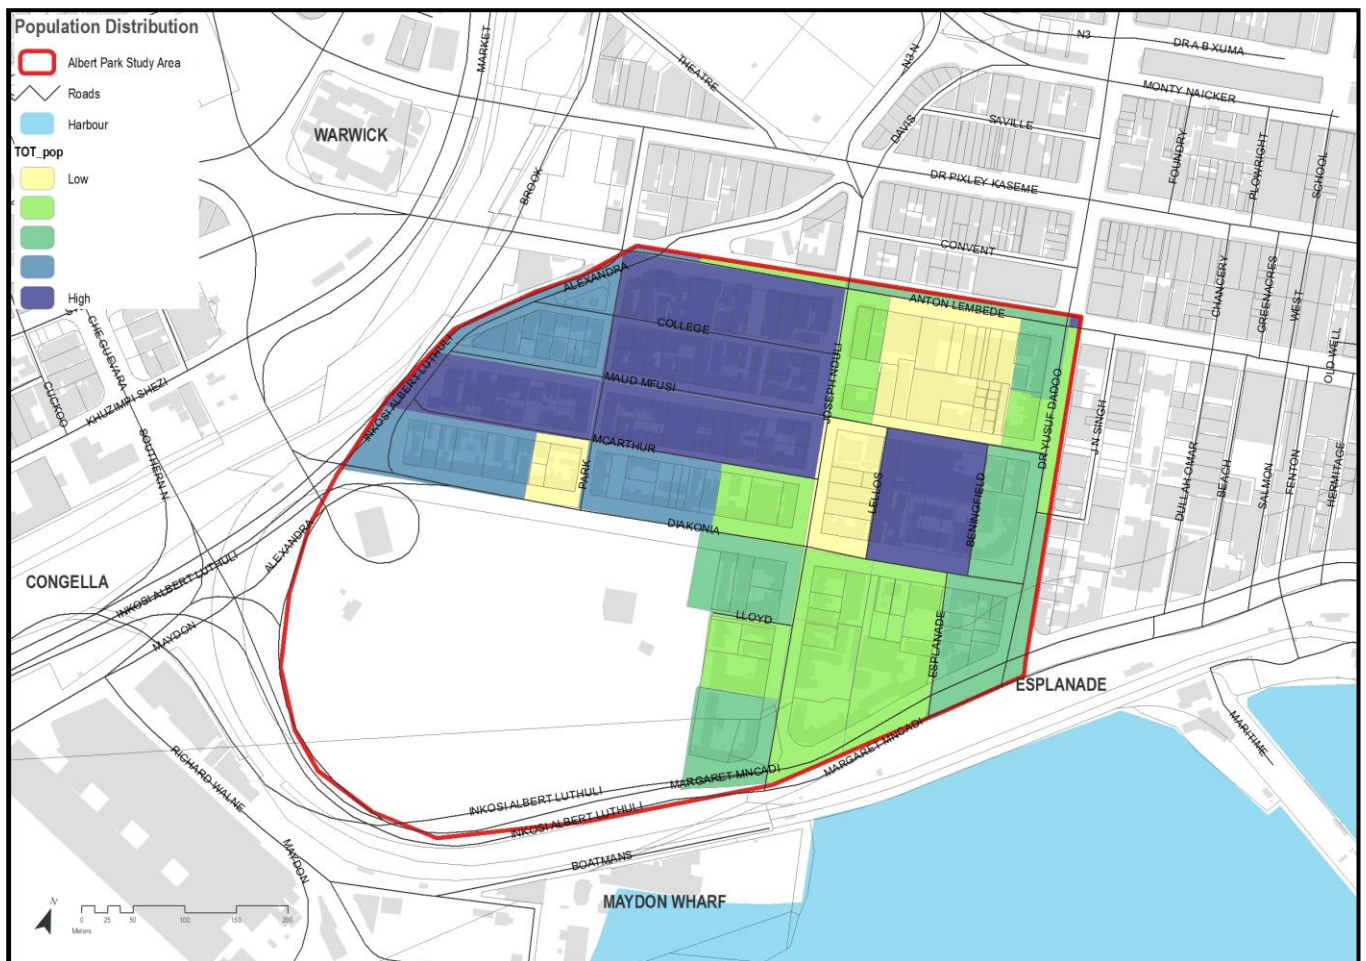 Population Distribution
Albert Park Study Area
Roads
Harbour
TOT_pop
Low
High
N3
DR A B XUMA
MARKET
THEATRE
N3 N
MONTY NAICKER
WARWICK
DAVIS
SAVILLE
FOUNDRY
PLOWRIGHT
SCHOOL
BROOK
DR PIXLEY KASEME
CONVENT
ALEXANDRA
ANTON LEMBEDE
CHANCERY
GREENACRES
WEST
OLD WELL
COLLEGE
CHE GUEVARA
CUCKOO
KHUZIMPI SHEZI
INKOSI ALBERT LUTHULI
MAUD MFUSI
JOSEPH NDULI
DR YUSUF DADOO
J N SINGH
SOUTHERN N
MCARTHUR
PARK
LELLOS
BENINGFIELD
DULLAH OMAR
BEACH
SALMON
FENTON
HERMITAGE
DIAKONIA
ALEXANDRA
CONGELLA
INKOSI ALBERT LUTHULI
MAYDON
LLOYD
ESPLANADE
ESPLANADE
MARITIME
RICHARD WALNE
MARGARET MNCADI
MARGARET MNCADI
INKOSI ALBERT LUTHULI
INKOSI ALBERT LUTHULI
MAYDON
BOATMANS
MAYDON WHARF
N
0 25 50 100 150 200
Meters